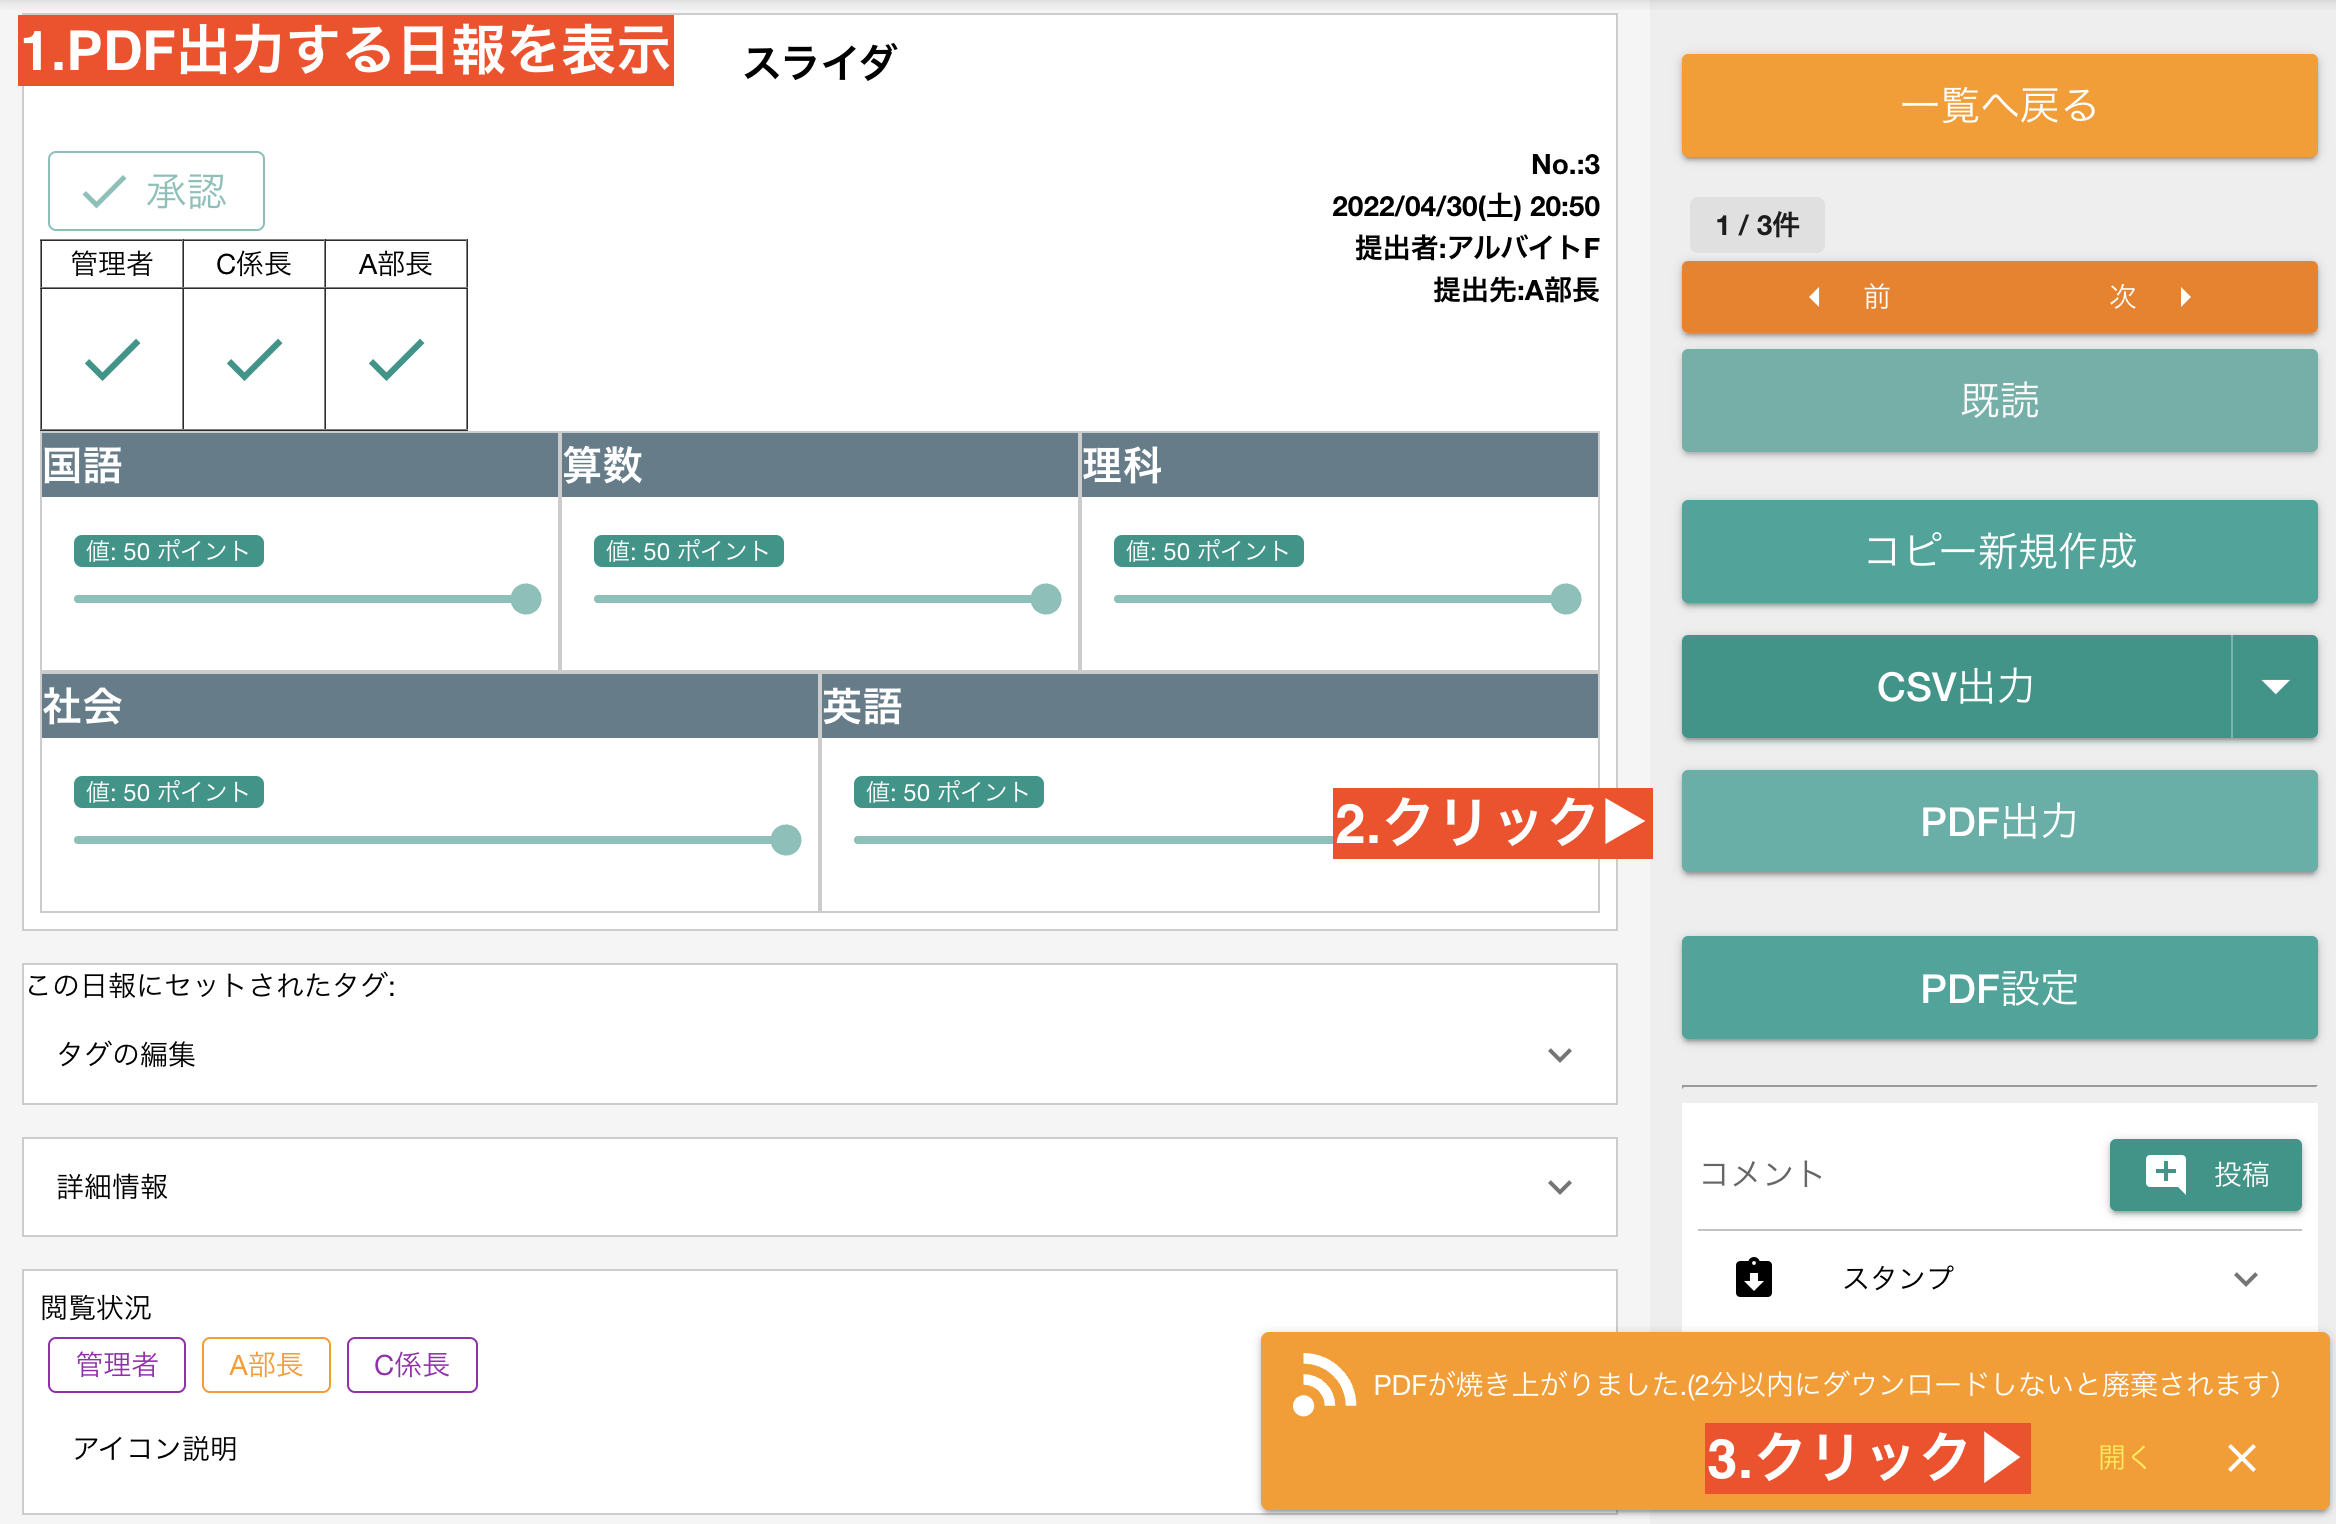 1.PDF出力する日報を表示
スライダ
承認
No.:3
2022/04/30(土) 20:50
提出者:アルバイトF
提出先:A部長
管理者 C係長 A部長
国語 算数 理科
値: 50 ポイント 値: 50 ポイント 値: 50 ポイント
社会 英語
値: 50 ポイント 値: 50 ポイント
2.クリック▶
この日報にセットされたタグ:
タグの編集
詳細情報
閲覧状況
管理者 A部長 C係長
アイコン説明
一覧へ戻る
1 / 3件
前 次
既読
コピー新規作成
CSV出力
PDF出力
PDF設定
コメント
投稿
スタンプ
PDFが焼き上がりました.(2分以内にダウンロードしないと廃棄されます）
3.クリック▶
開く